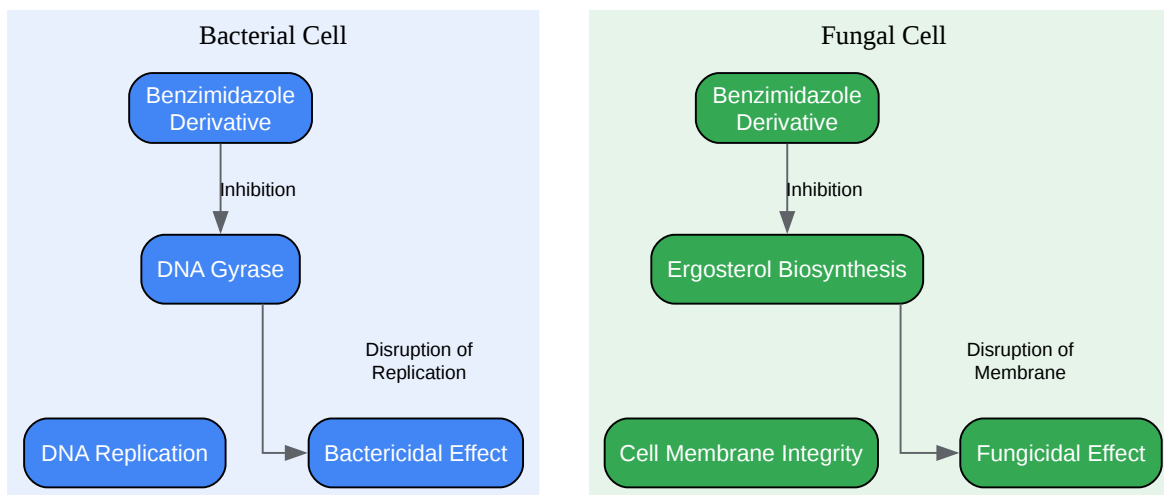 Bacterial Cell
Benzimidazole
Derivative
Inhibition
DNA Gyrase
Disruption of
Replication
DNA Replication
Bactericidal Effect
Fungal Cell
Benzimidazole
Derivative
Inhibition
Ergosterol Biosynthesis
Disruption of
Membrane
Cell Membrane Integrity
Fungicidal Effect